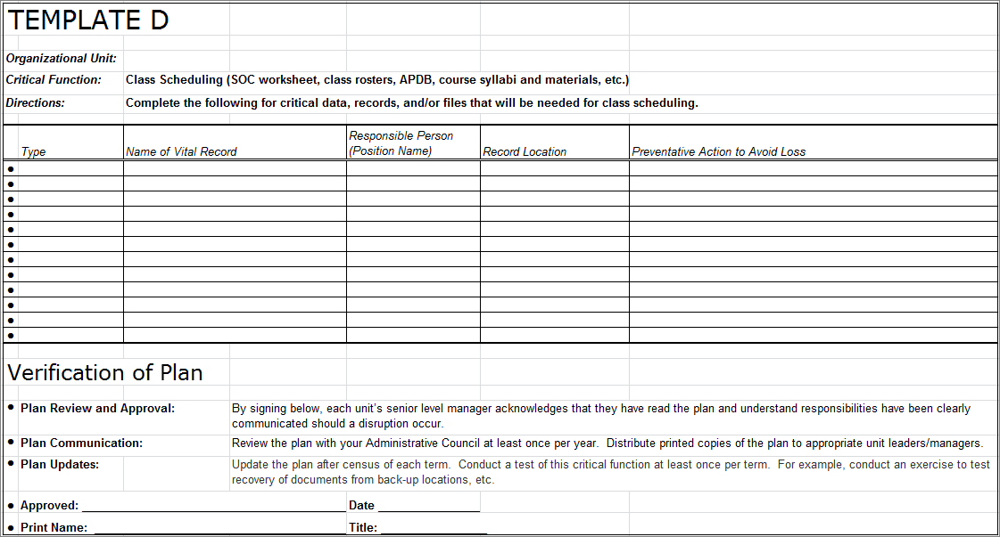 TEMPLATE D
Organizational Unit:
Critical Function: Class Scheduling (SOC worksheet, class rosters, APDB, course syllabi and materials, etc.)
Directions: Complete the following for critical data, records, and/or files that will be needed for class scheduling.
Type Name of Vital Record Responsible Person (Position Name) Record Location Preventative Action to Avoid Loss
●
●
●
●
●
●
●
●
●
●
●
●
Verification of Plan
● Plan Review and Approval: By signing below, each unit’s senior level manager acknowledges that they have read the plan and understand responsibilities have been clearly
communicated should a disruption occur.
● Plan Communication: Review the plan with your Administrative Council at least once per year. Distribute printed copies of the plan to appropriate unit leaders/managers.
● Plan Updates: Update the plan after census of each term. Conduct a test of this critical function at least once per term. For example, conduct an exercise to test
recovery of documents from back-up locations, etc.
● Approved: ____________________ Date ____________________
● Print Name: ____________________ Title: ____________________